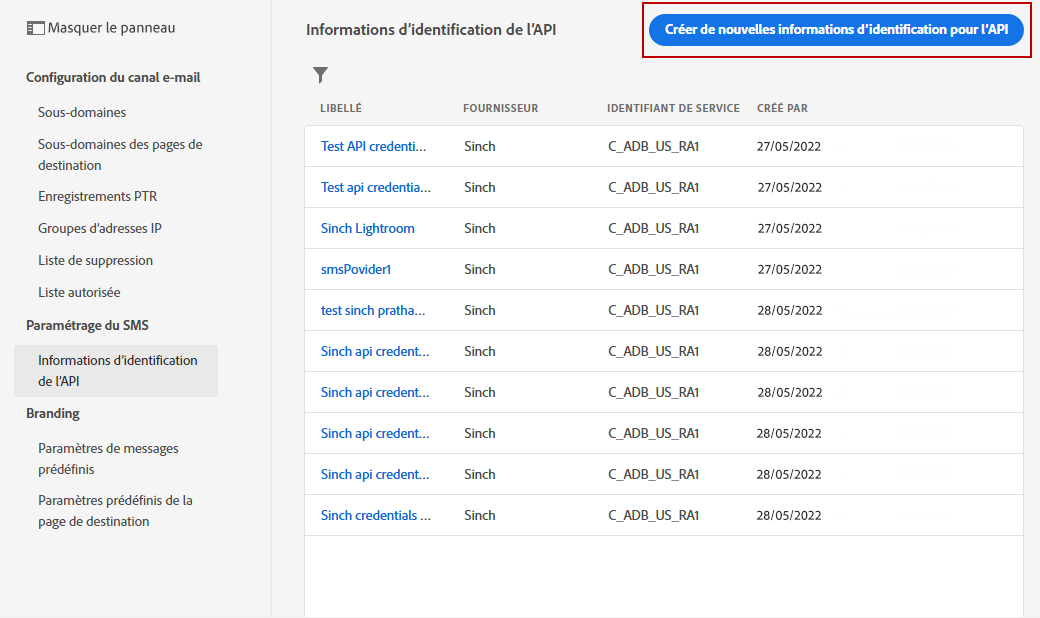 Masquer le panneau
Configuration du canal e-mail
Sous-domaines
Sous-domaines des pages de
destination
Enregistrements PTR
Groupes d'adresses IP
Liste de suppression
Liste autorisée
Paramétrage du SMS
Informations d'identification
de l'API
Branding
Paramètres de messages
prédéfinis
Paramètres prédéfinis de la
page de destination
Informations d'identification de l'API
Créer de nouvelles informations d'identification pour l'API
LIBELLÉ FOURNISSEUR IDENTIFIANT DE SERVICE CRÉÉ PAR
Test API credenti... Sinch C_ADB_US_RA1 27/05/2022
Test api credentia... Sinch C_ADB_US_RA1 27/05/2022
Sinch Lightroom Sinch C_ADB_US_RA1 27/05/2022
smsPovider1 Sinch C_ADB_US_RA1 27/05/2022
test sinch pratha... Sinch C_ADB_US_RA1 28/05/2022
Sinch api credent... Sinch C_ADB_US_RA1 28/05/2022
Sinch api credent... Sinch C_ADB_US_RA1 28/05/2022
Sinch api credent... Sinch C_ADB_US_RA1 28/05/2022
Sinch api credent... Sinch C_ADB_US_RA1 28/05/2022
Sinch credentials ... Sinch C_ADB_US_RA1 28/05/2022